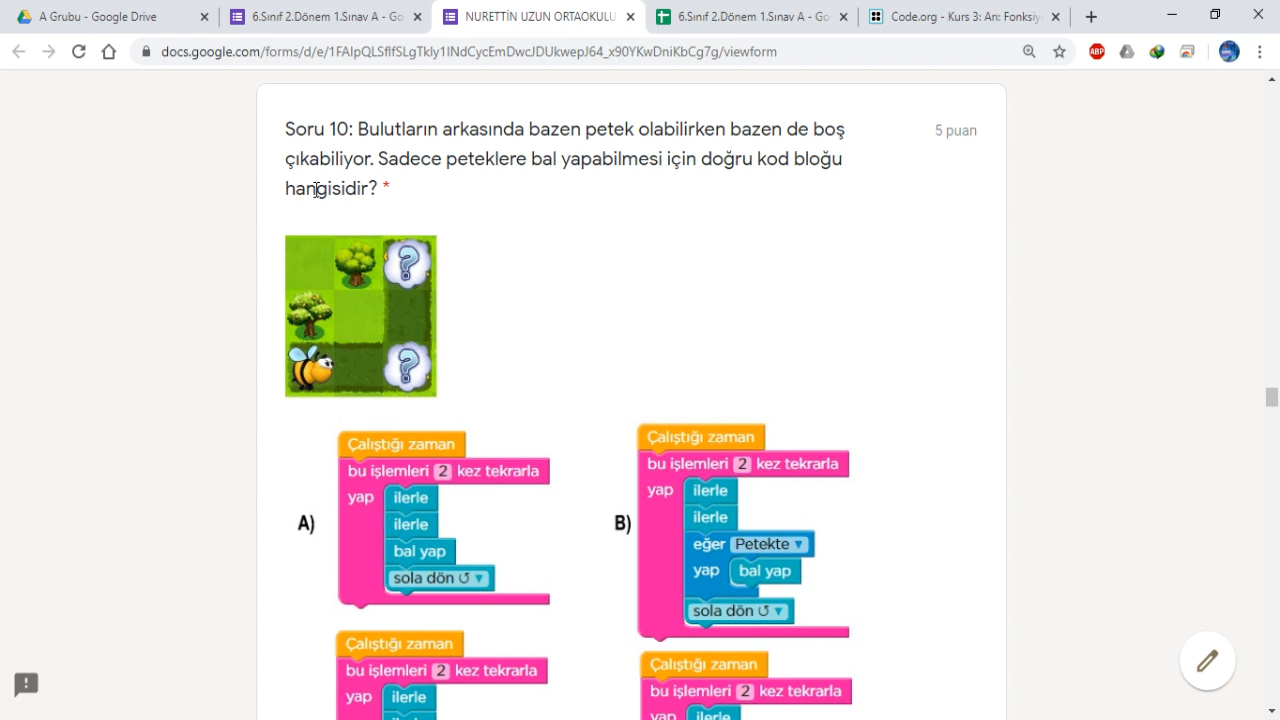 A Grubu - Google Drive
6.Sınıf 2.Dönem 1.Sınav A - Go
NURETTİN UZUN ORTAOKULU
6.Sınıf 2.Dönem 1.Sınav A - Go
Code.org - Kurs 3: Arı: Fonksiy
docs.google.com/forms/d/e/1FAIpQLSflfSLgTkIy1INdCycEmDwcJDUkwepJ64_x90YKwDniKbCg7g/viewform
ABP
Soru 10: Bulutların arkasında bazen petek olabilirken bazen de boş
5 puan
çıkabiliyor. Sadece peteklere bal yapabilmesi için doğru kod bloğu
hangisidir? *
?
?
A)
Çalıştığı zaman
bu işlemleri 2 kez tekrarla
yap ilerle
ilerle
bal yap
sola dön ↺ ▼
B)
Çalıştığı zaman
bu işlemleri 2 kez tekrarla
yap ilerle
ilerle
eğer Petekte ▼
yap bal yap
sola dön ↺ ▼
Çalıştığı zaman
bu işlemleri 2 kez tekrarla
yap ilerle
Çalıştığı zaman
bu işlemleri 2 kez tekrarla
yap ilerle